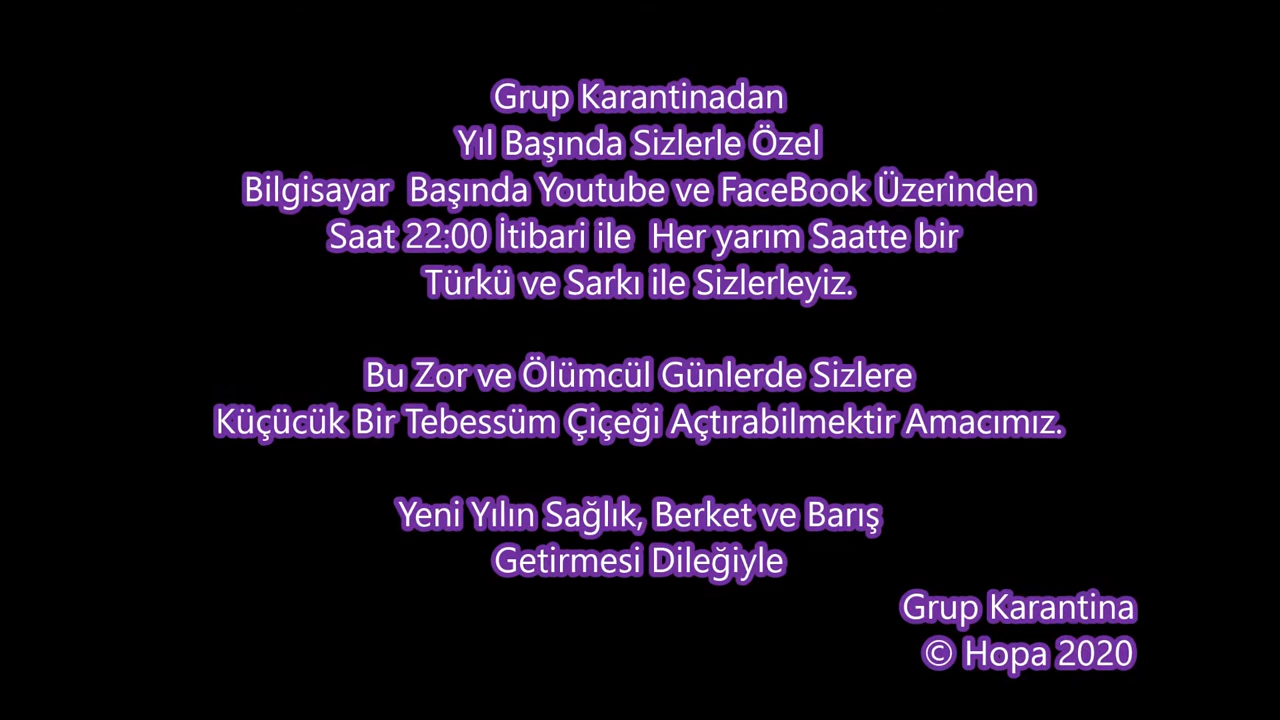 Grup Karantinadan
Yıl Başında Sizlerle Özel
Bilgisayar  Başında Youtube ve FaceBook Üzerinden
Saat 22:00 İtibari ile  Her yarım Saatte bir
Türkü ve Sarkı ile Sizlerleyiz.
Bu Zor ve Ölümcül Günlerde Sizlere
Küçücük Bir Tebessüm Çiçeği Açtırabilmektir Amacımız.
Yeni Yılın Sağlık, Berket ve Barış
Getirmesi Dileğiyle
Grup Karantina
© Hopa 2020